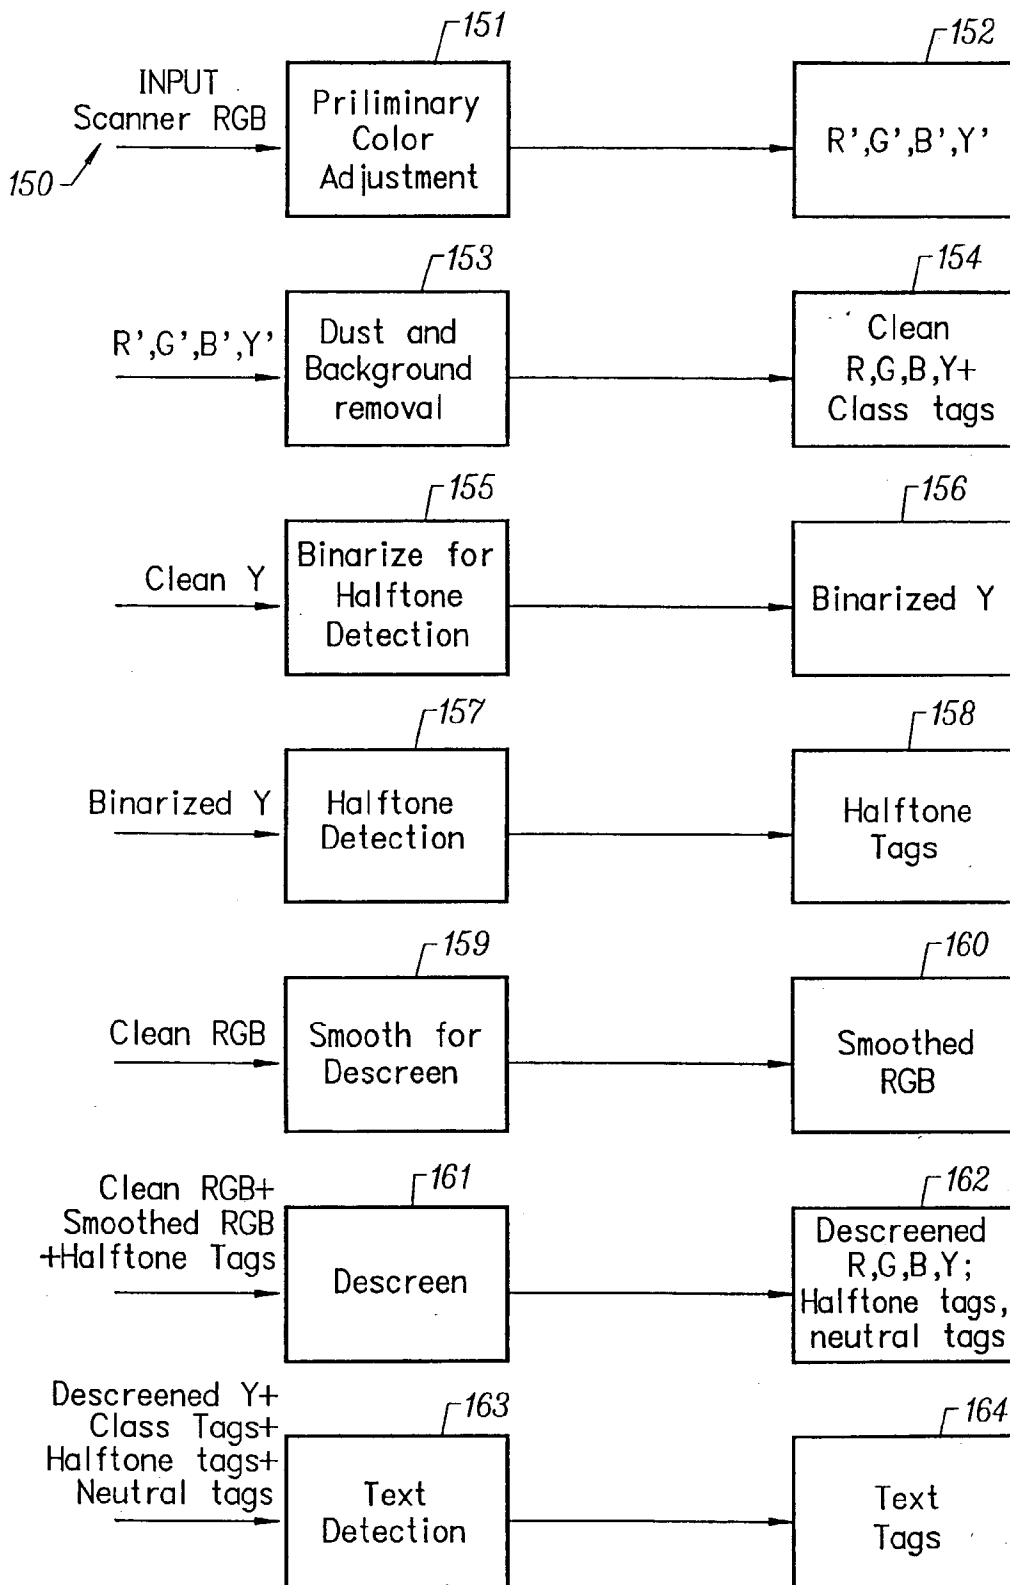 151
152
INPUT
Scanner RGB
150
Priliminary
Color
Adjustment
R',G',B',Y'
153
154
R',G',B',Y'
Dust and
Background
removal
Clean
R,G,B,Y+
Class tags
155
156
Clean Y
Binarize for
Halftone
Detection
Binarized Y
157
158
Binarized Y
Halftone
Detection
Halftone
Tags
159
160
Clean RGB
Smooth for
Descreen
Smoothed
RGB
161
162
Clean RGB+
Smoothed RGB
+Halftone Tags
Descreen
Descreened
R,G,B,Y;
Halftone tags,
neutral tags
163
164
Descreened Y+
Class Tags+
Halftone tags+
Neutral tags
Text
Detection
Text
Tags